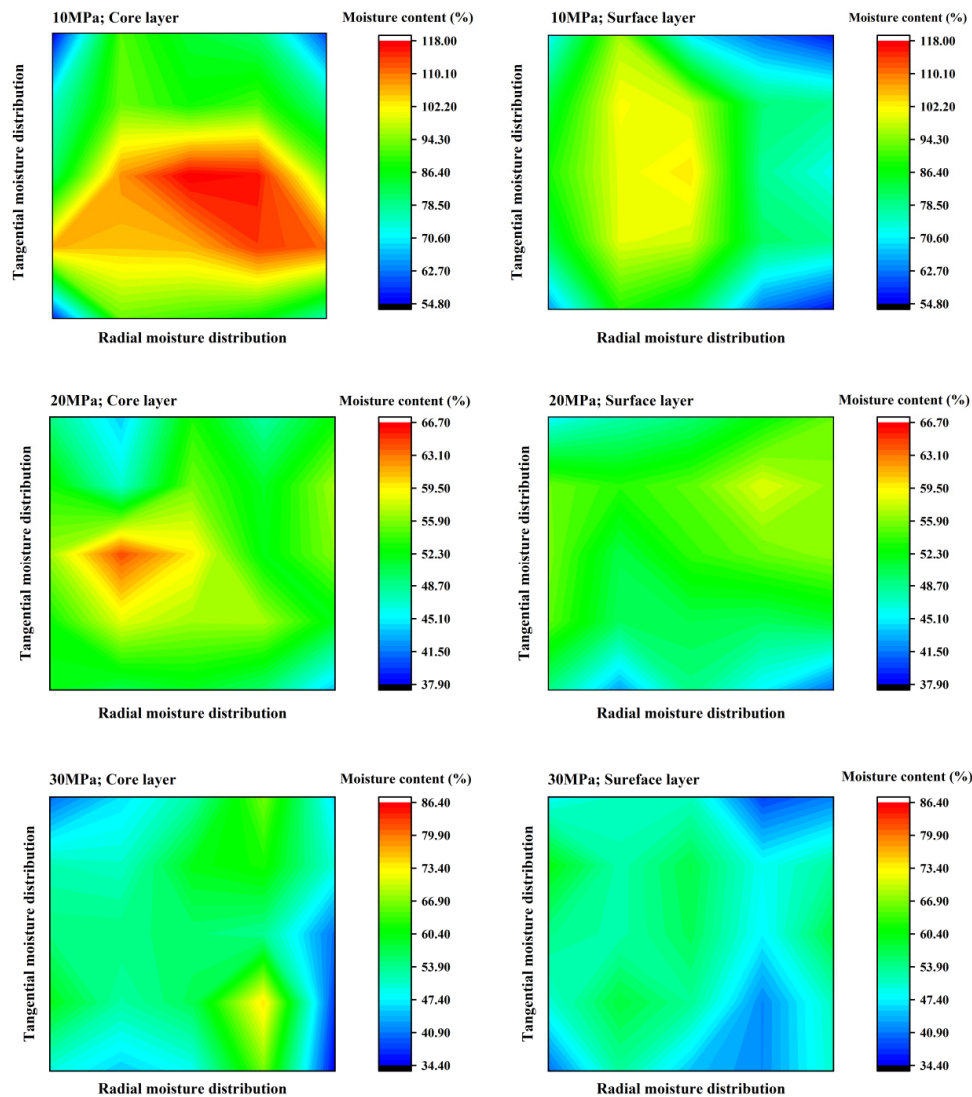 10MPa; Core layer
Moisture content (%)
118.00
110.10
102.20
94.30
86.40
78.50
70.60
62.70
54.80
Tangential moisture distribution
Radial moisture distribution
10MPa; Surface layer
Moisture content (%)
118.00
110.10
102.20
94.30
86.40
78.50
70.60
62.70
54.80
Tangential moisture distribution
Radial moisture distribution
20MPa; Core layer
Moisture content (%)
66.70
63.10
59.50
55.90
52.30
48.70
45.10
41.50
37.90
Tangential moisture distribution
Radial moisture distribution
20MPa; Surface layer
Moisture content (%)
66.70
63.10
59.50
55.90
52.30
48.70
45.10
41.50
37.90
Tangential moisture distribution
Radial moisture distribution
30MPa; Core layer
Moisture content (%)
86.40
79.90
73.40
66.90
60.40
53.90
47.40
40.90
34.40
Tangential moisture distribution
Radial moisture distribution
30MPa; Sureface layer
Moisture content (%)
86.40
79.90
73.40
66.90
60.40
53.90
47.40
40.90
34.40
Tangential moisture distribution
Radial moisture distribution